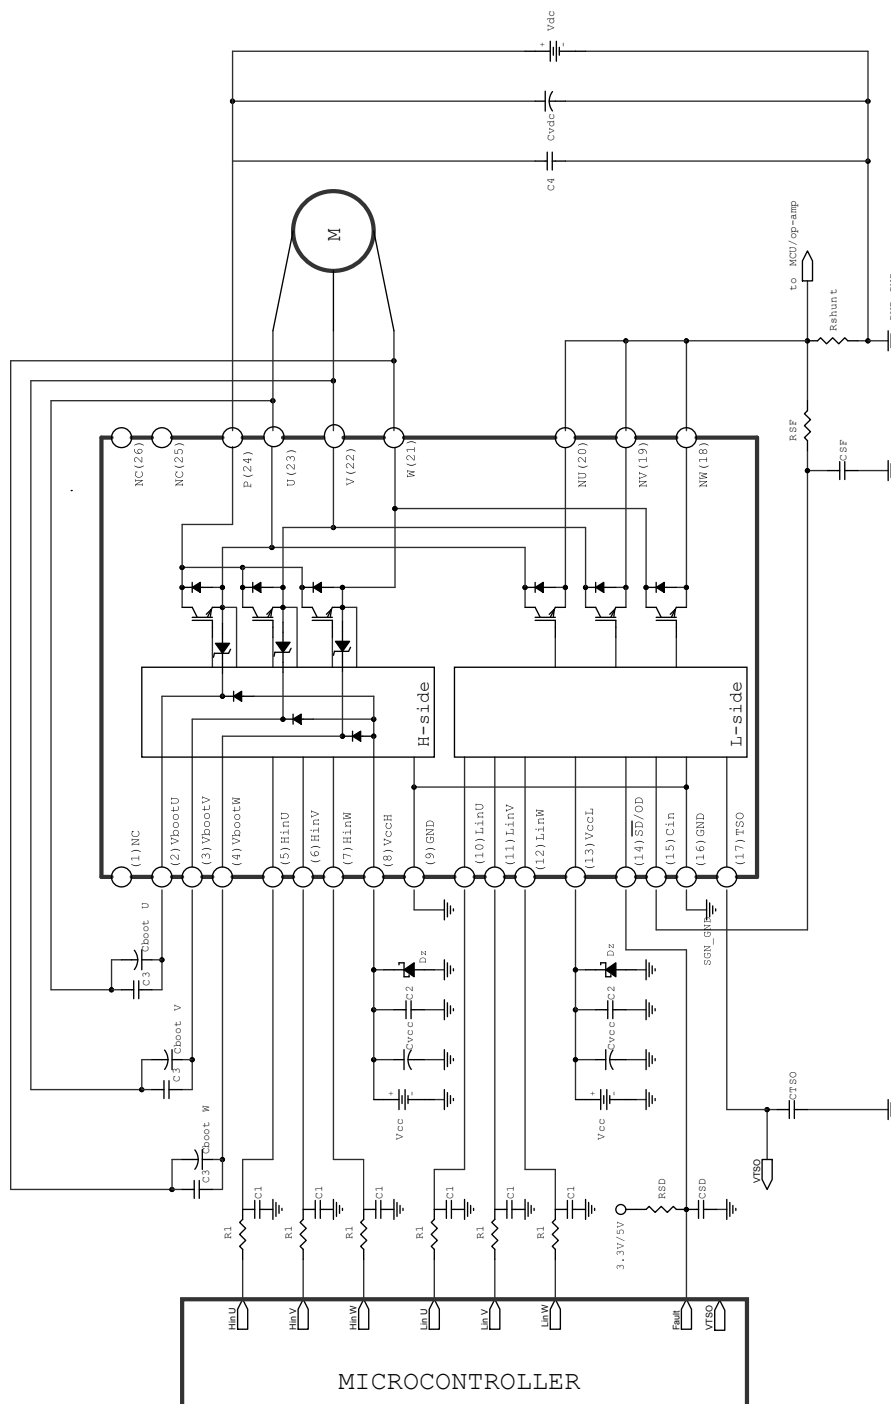 Vdc
+
-
Cvdc
C4
M
to MCU/op-amp
Rshunt
RSF
CSF
NC(26)
NC(25)
P(24)
U(23)
V(22)
W(21)
NU(20)
NV(19)
NW(18)
H-side
L-side
(1)NC
(2)VbootU
(3)VbootV
(4)VbootW
(5)HinU
(6)HinV
(7)HinW
(8)VccH
(9)GND
(10)LinU
(11)LinV
(12)LinW
(13)VccL
(14)SD/OD
(15)Cin
(16)GND
(17)TSO
SGN_GND
Cboot U
C3
Cboot V
C3
Cboot W
C3
Dz
C2
Cvcc
+
-
Vcc
Dz
C2
Cvcc
+
-
Vcc
CTSO
VTSO
R1
C1
R1
C1
R1
C1
R1
C1
R1
C1
R1
C1
3.3V/5V
RSD
CSD
Hin U
Hin V
Hin W
Lin U
Lin V
Lin W
Fault
VTSO
MICROCONTROLLER